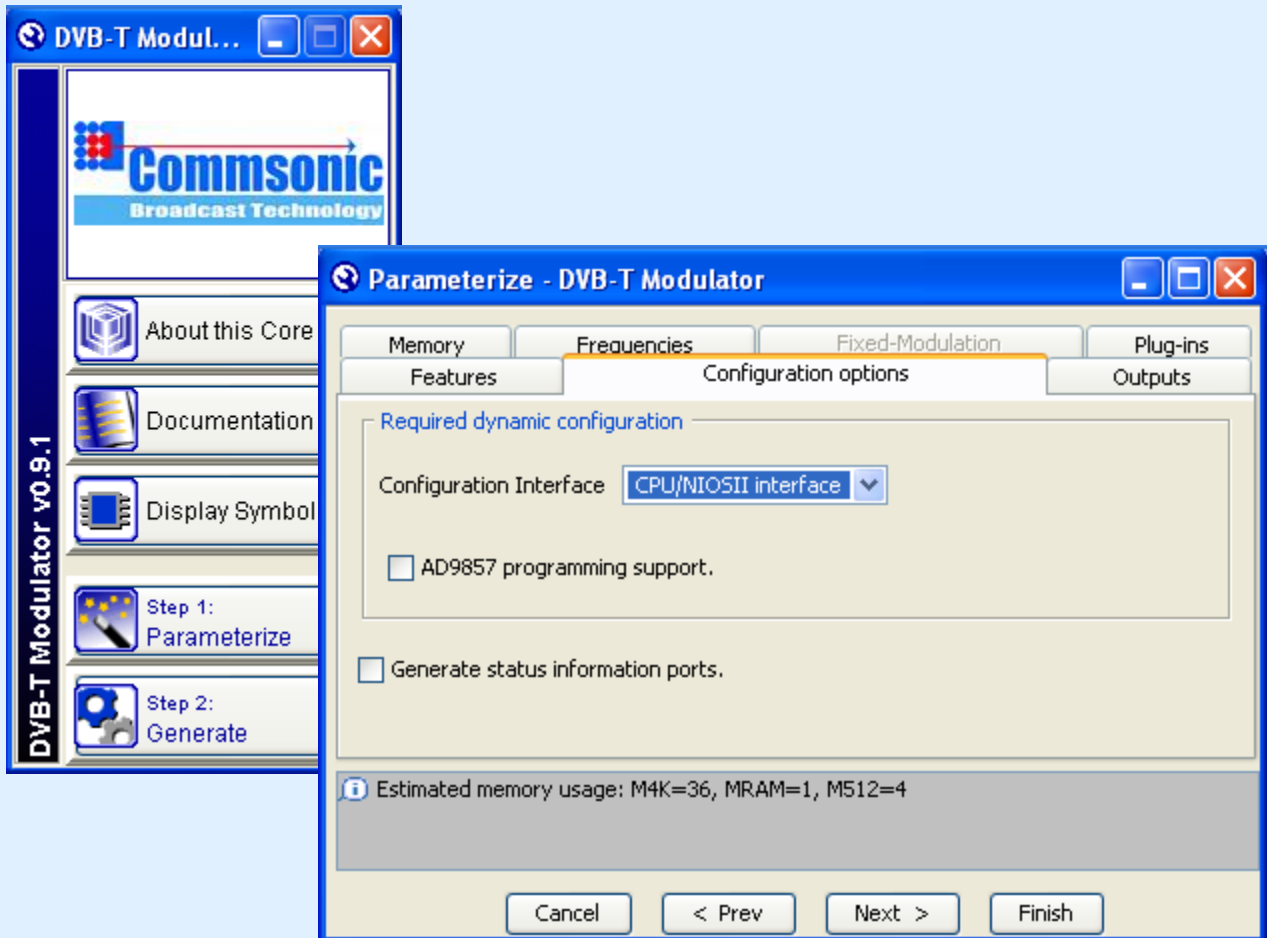 DVB-T Modul...
Commsonic
Broadcast Technology
About this Core
Documentation
Display Symbol
Step 1:
Parameterize
Step 2:
Generate
DVB-T Modulator v0.9.1
Parameterize - DVB-T Modulator
Memory
Frequencies
Fixed-Modulation
Plug-ins
Features
Configuration options
Outputs
Required dynamic configuration
Configuration Interface CPU/NIOSII interface
AD9857 programming support.
Generate status information ports.
Estimated memory usage: M4K=36, MRAM=1, M512=4
Cancel
< Prev
Next >
Finish